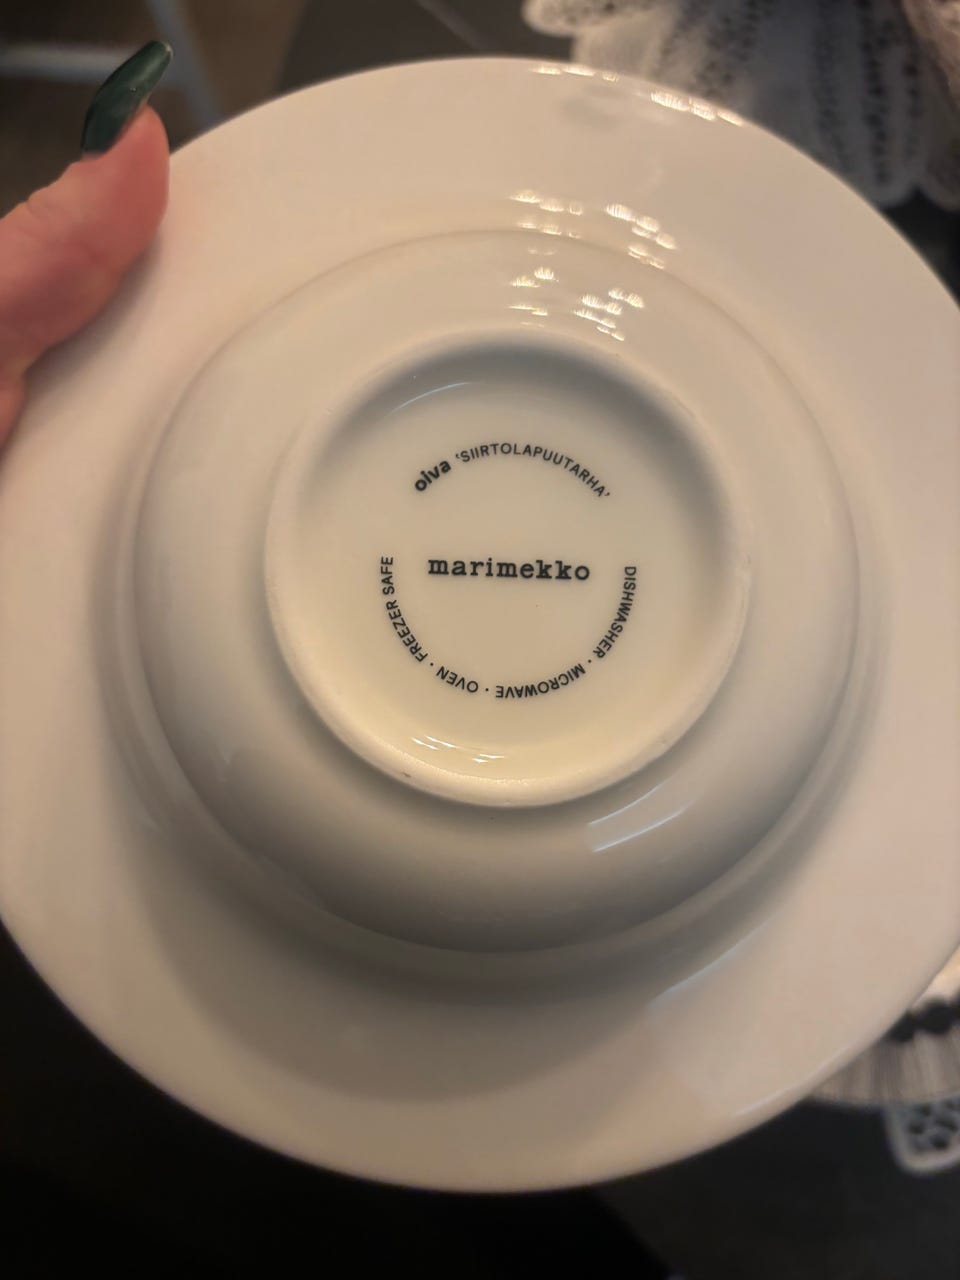 oiva 'SIIRTOLAPUUTARHA'
marimekko
DISHWASHER · MICROWAVE · OVEN · FREEZER SAFE